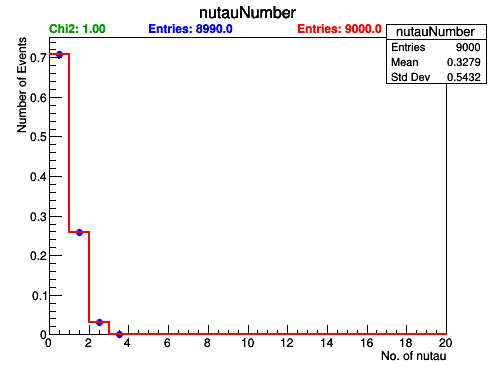 nutauNumber
Chi2: 1.00 Entries: 8990.0 Entries: 9000.0
nutauNumber
Entries 9000
Mean 0.3279
Std Dev 0.5432
Number of Events
0.7
0.6
0.5
0.4
0.3
0.2
0.1
0
0 2 4 6 8 10 12 14 16 18 20
No. of nutau